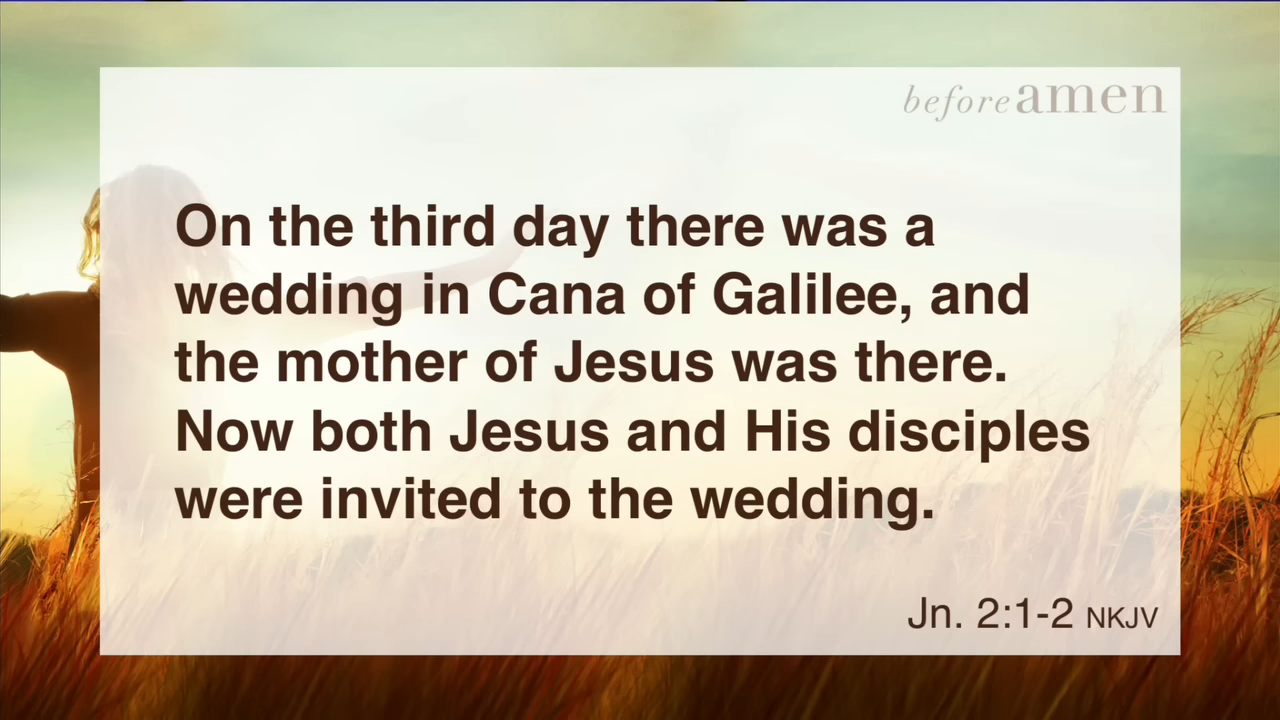 before amen
On the third day there was a
wedding in Cana of Galilee, and
the mother of Jesus was there.
Now both Jesus and His disciples
were invited to the wedding.
Jn. 2:1-2 NKJV